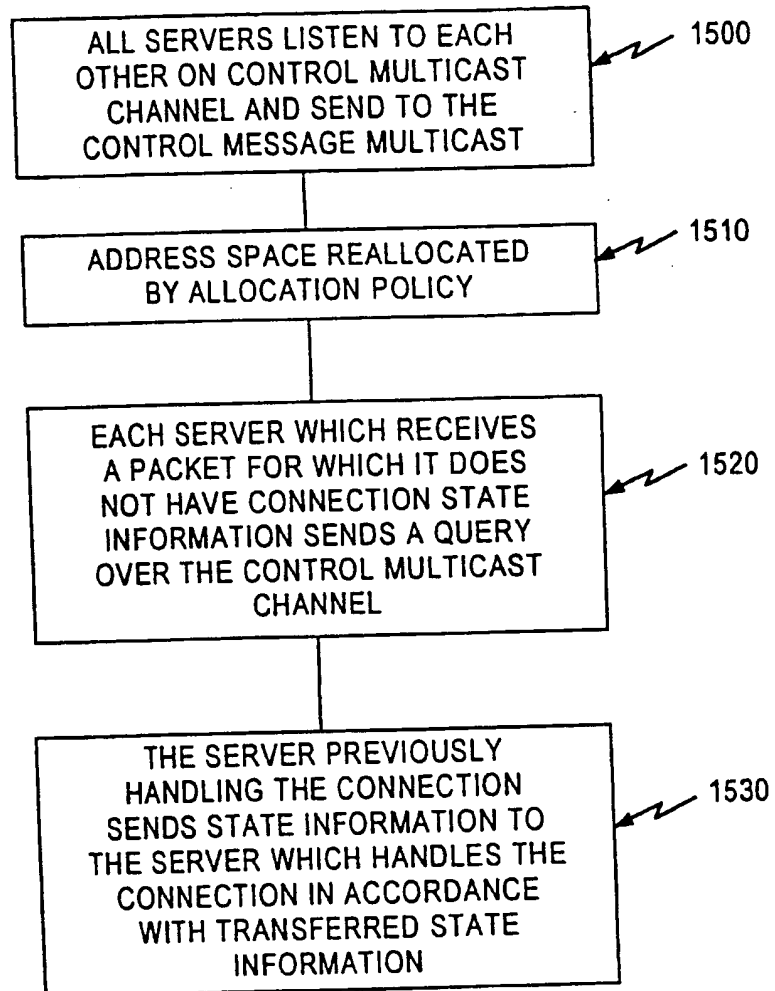 ALL SERVERS LISTEN TO EACH
OTHER ON CONTROL MULTICAST
CHANNEL AND SEND TO THE
CONTROL MESSAGE MULTICAST
1500
ADDRESS SPACE REALLOCATED
BY ALLOCATION POLICY
1510
EACH SERVER WHICH RECEIVES
A PACKET FOR WHICH IT DOES
NOT HAVE CONNECTION STATE
INFORMATION SENDS A QUERY
OVER THE CONTROL MULTICAST
CHANNEL
1520
THE SERVER PREVIOUSLY
HANDLING THE CONNECTION
SENDS STATE INFORMATION TO
THE SERVER WHICH HANDLES THE
CONNECTION IN ACCORDANCE
WITH TRANSFERRED STATE
INFORMATION
1530